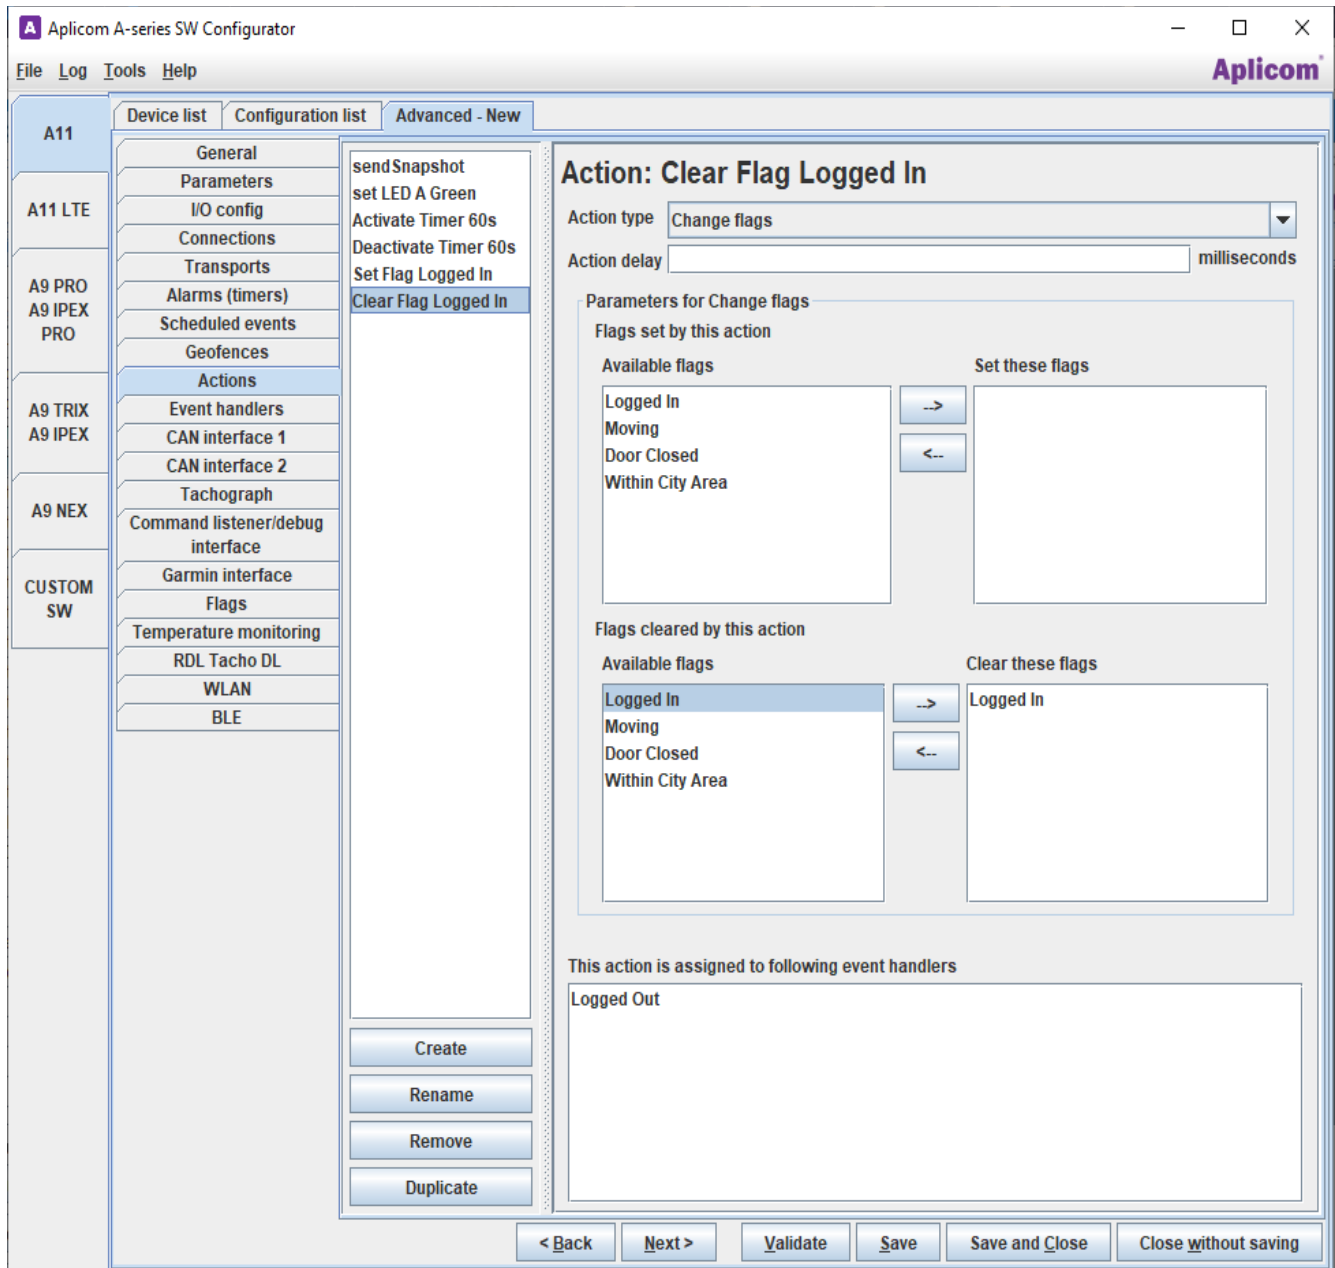 A Aplicom A-series SW Configurator
File Log Tools Help
Aplicom
A11
A11 LTE
A9 PRO
A9 IPEX
PRO
A9 TRIX
A9 IPEX
A9 NEX
CUSTOM
SW
Device list Configuration list Advanced - New
General
Parameters
I/O config
Connections
Transports
Alarms (timers)
Scheduled events
Geofences
Actions
Event handlers
CAN interface 1
CAN interface 2
Tachograph
Command listener/debug
interface
Garmin interface
Flags
Temperature monitoring
RDL Tacho DL
WLAN
BLE
sendSnapshot
set LED A Green
Activate Timer 60s
Deactivate Timer 60s
Set Flag Logged In
Clear Flag Logged In
Create
Rename
Remove
Duplicate
Action: Clear Flag Logged In
Action type Change flags
Action delay milliseconds
Parameters for Change flags
Flags set by this action
Available flags
Logged In
Moving
Door Closed
Within City Area
-->
<--
Set these flags
Flags cleared by this action
Available flags
Logged In
Moving
Door Closed
Within City Area
-->
<--
Clear these flags
Logged In
This action is assigned to following event handlers
Logged Out
< Back Next > Validate Save Save and Close Close without saving